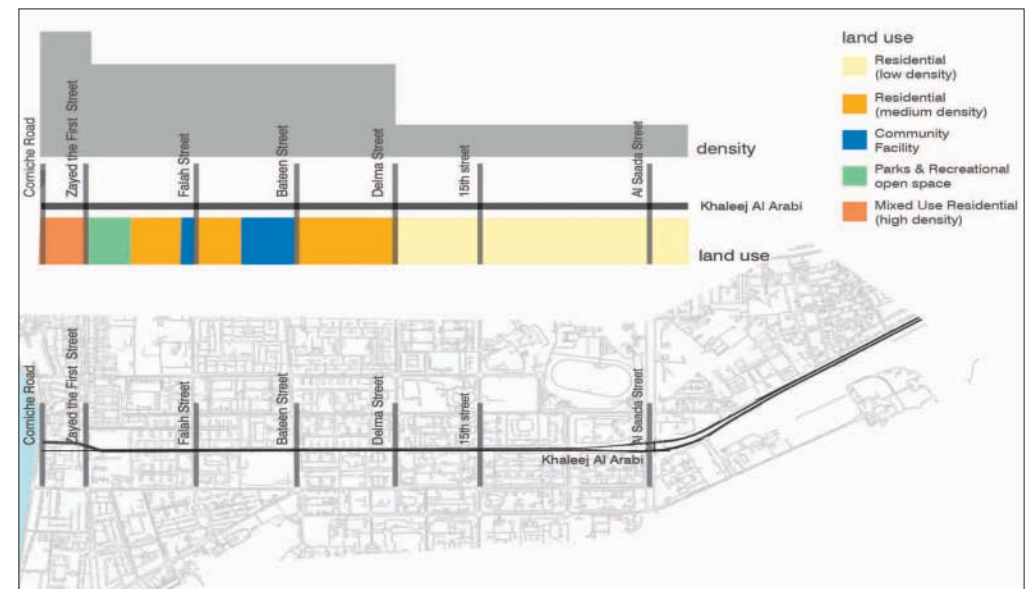 land use
Residential
(low density)
Residential
(medium density)
Community
Facility
Parks & Recreational
open space
Mixed Use Residential
(high density)
Corniche Road
Zayed the First Street
Falah Street
Bateen Street
Delma Street
15th street
Al Saada Street
density
Khaleej Al Arabi
land use
Corniche Road
Zayed the First Street
Falah Street
Bateen Street
Delma Street
15th street
Al Saada Street
Khaleej Al Arabi